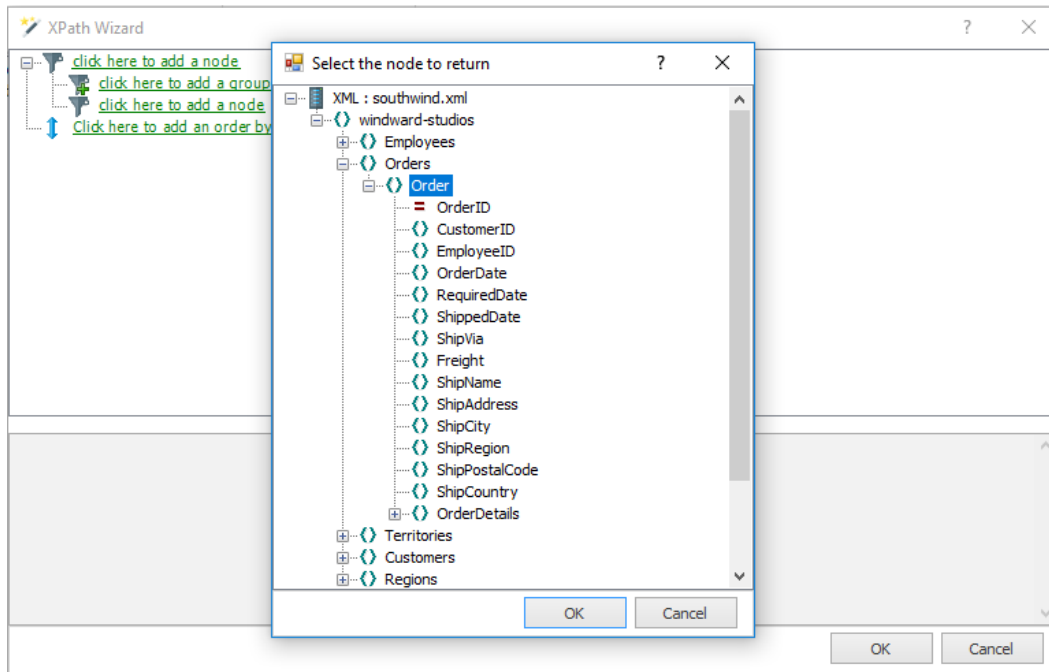 XPath Wizard
?
click here to add a node
click here to add a group
click here to add a node
Click here to add an order by
Select the node to return
?
XML : southwind.xml
windward-studios
Employees
Orders
Order
OrderID
CustomerID
EmployeeID
OrderDate
RequiredDate
ShippedDate
ShipVia
Freight
ShipName
ShipAddress
ShipCity
ShipRegion
ShipPostalCode
ShipCountry
OrderDetails
Territories
Customers
Regions
OK Cancel
OK Cancel